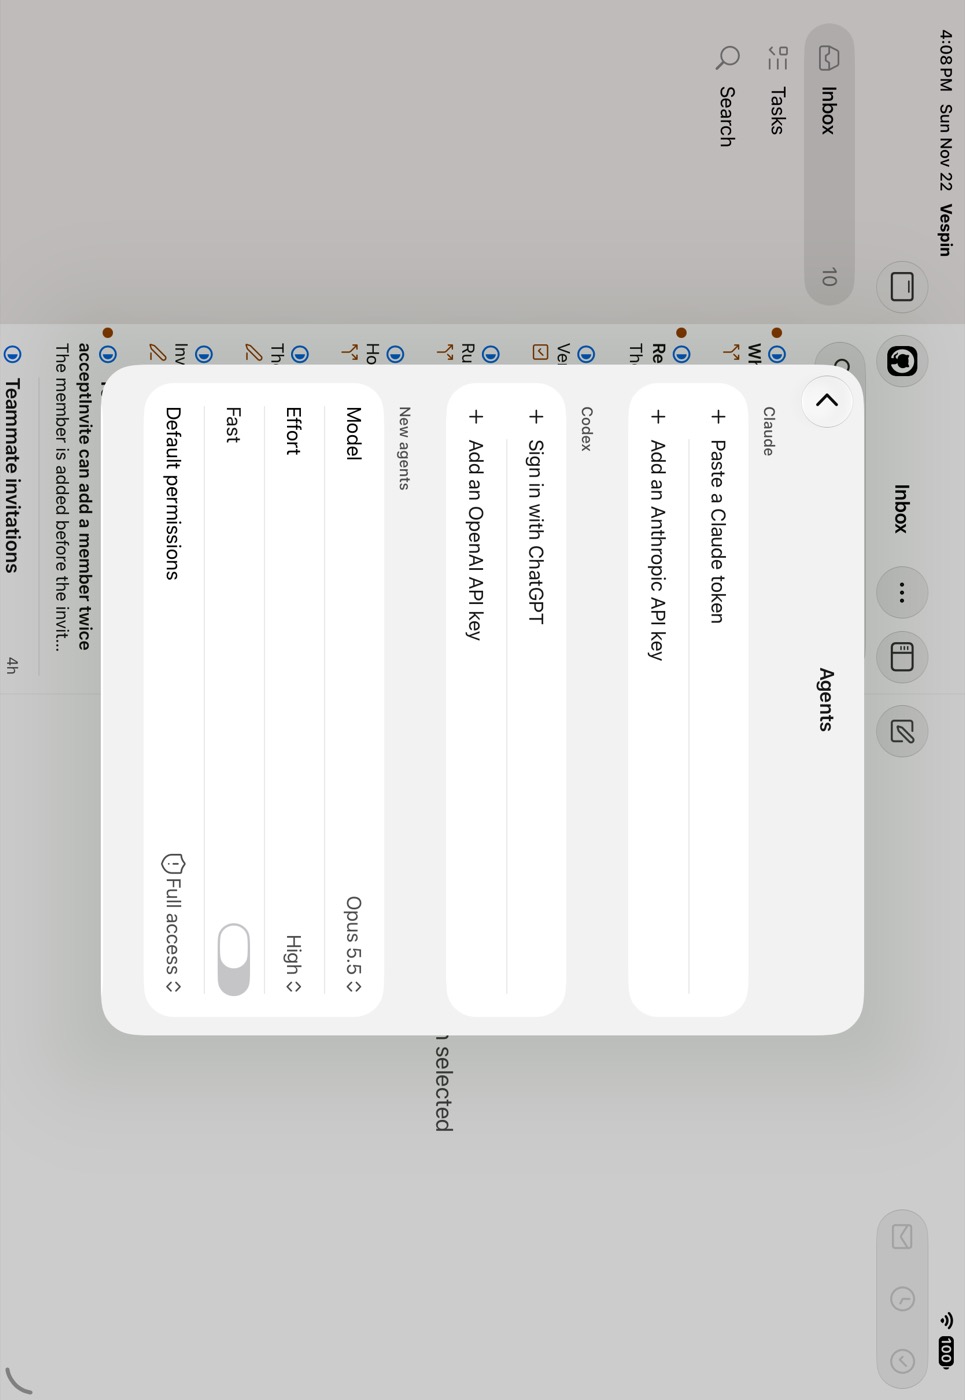 4:08 PM Sun Nov 22 Vespin
100
Inbox
Inbox 10
Tasks
Search
Agents
Claude
Paste a Claude token
Add an Anthropic API key
Codex
Sign in with ChatGPT
Add an OpenAI API key
New agents
Model Opus 5.5
Effort High
Fast
Default permissions Full access
selected
acceptInvite can add a member twice
The member is added before the invit...
Teammate invitations 4h